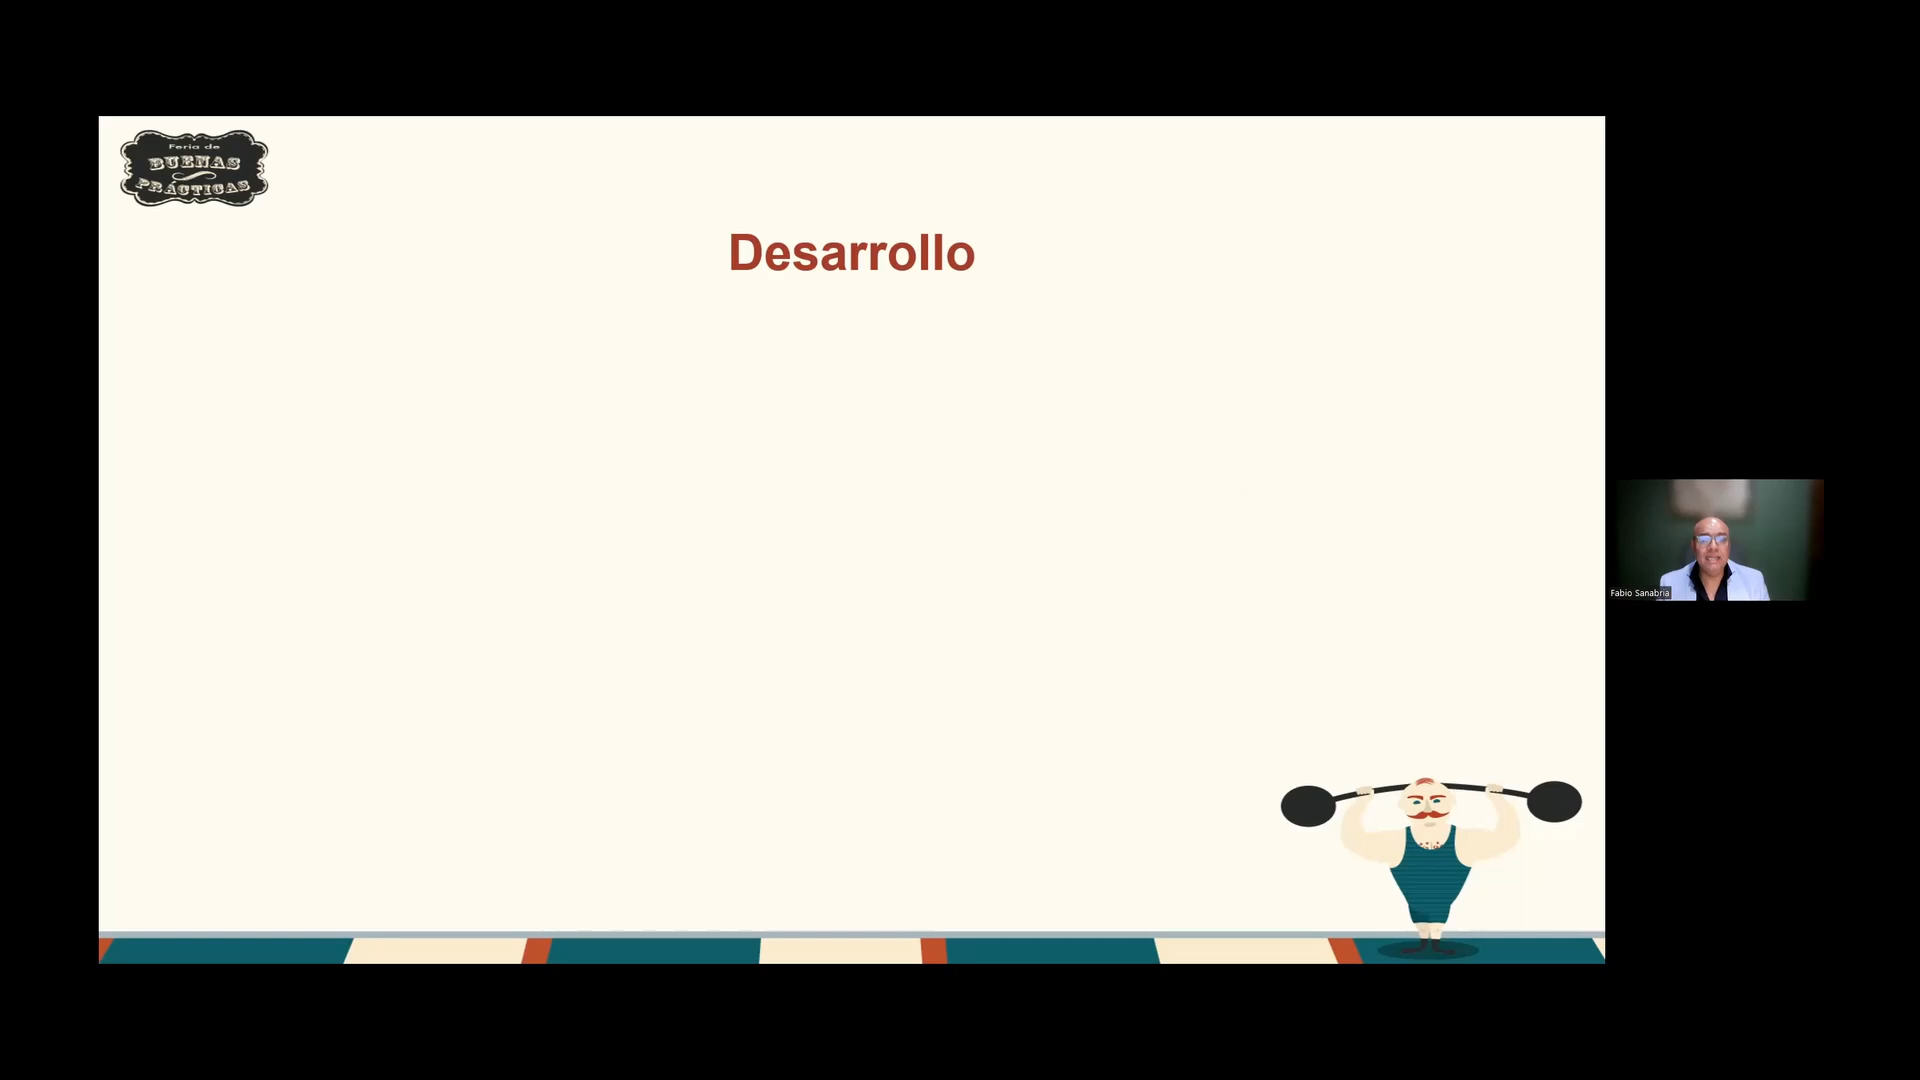 Feria de
BUENAS
PRÁCTICAS
Desarrollo
Fabio Sanabria